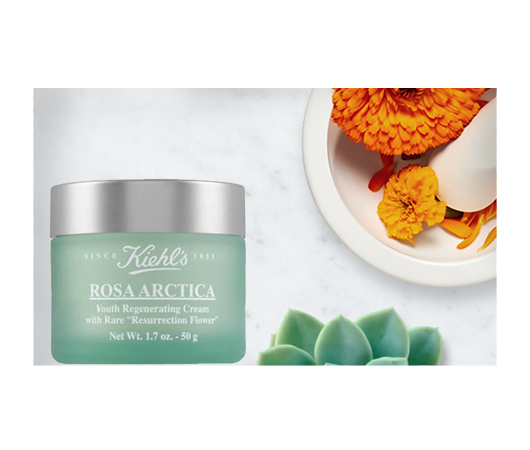 SINCE Kiehl's 1851
ROSA ARCTICA
Youth Regenerating Cream
with Rare "Resurrection Flower"
Net Wt. 1.7 oz. - 50 g